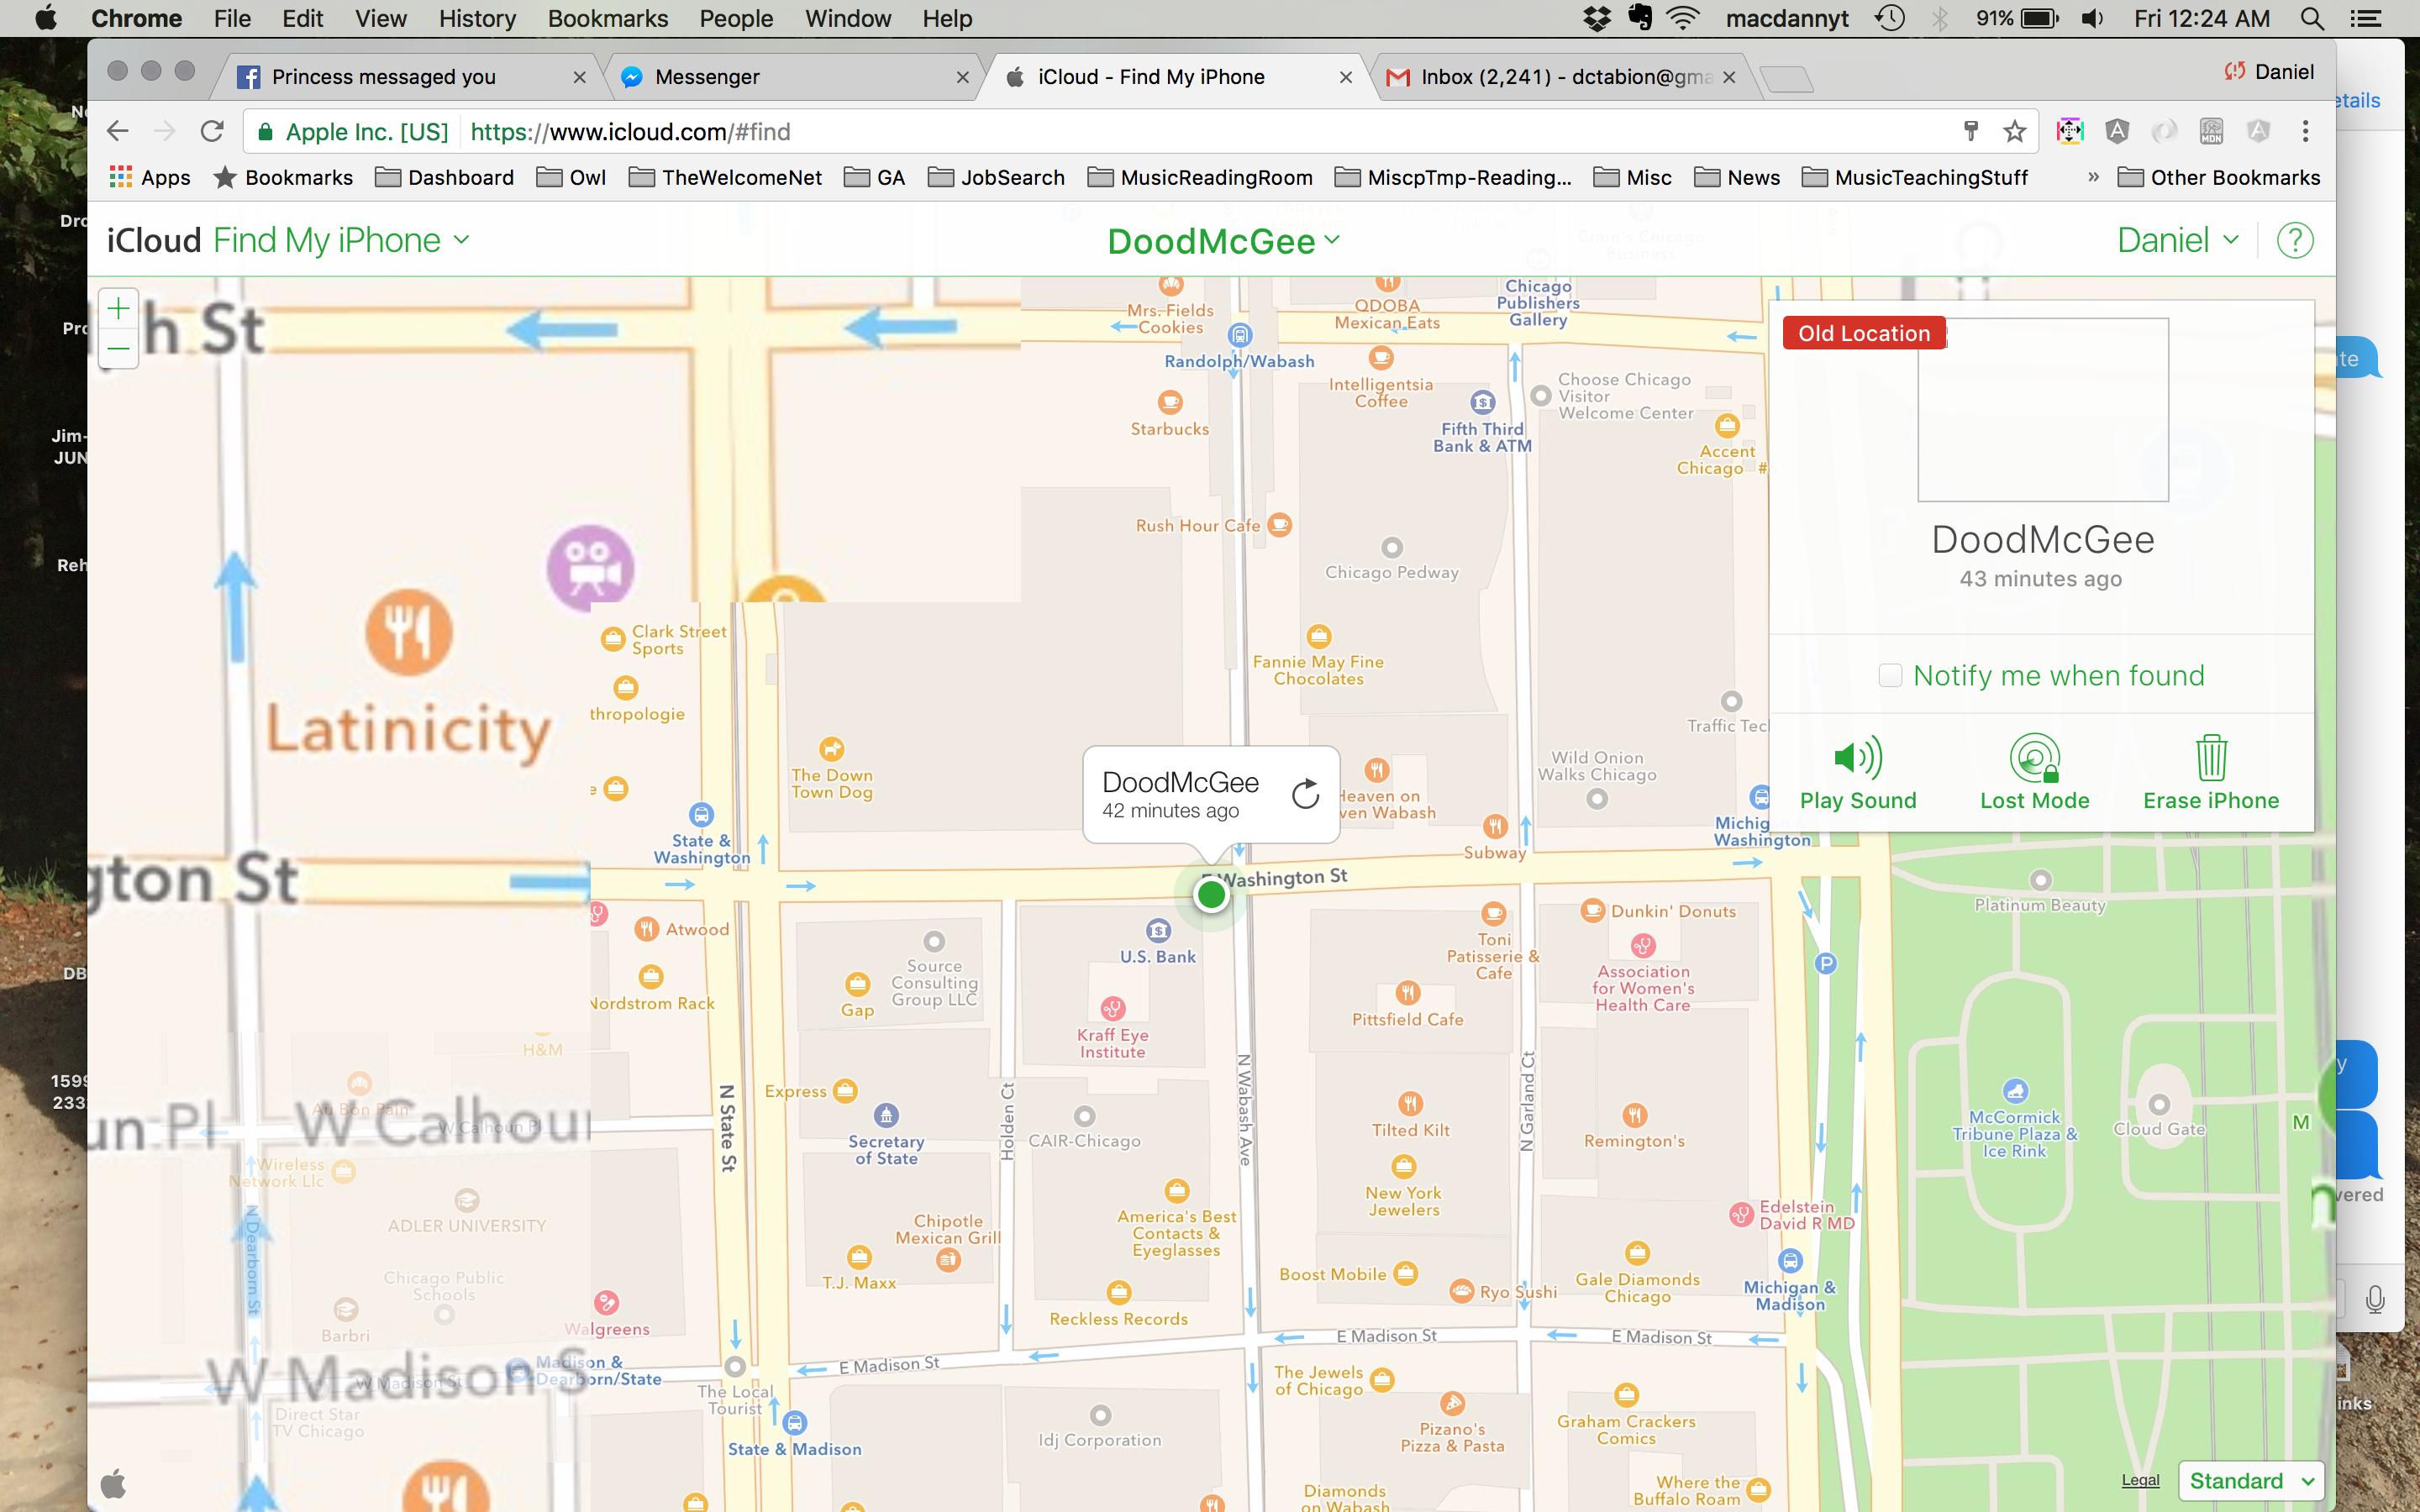 Chrome File Edit View History Bookmarks People Window Help
macdannyt 91% Fri 12:24 AM
Princess messaged you
Messenger
iCloud - Find My iPhone
Inbox (2,241) - dctabion@gma
Daniel
Apple Inc. [US] https://www.icloud.com/#find
Apps Bookmarks Dashboard Owl TheWelcomeNet GA JobSearch MusicReadingRoom MiscpTmp-Reading... Misc News MusicTeachingStuff » Other Bookmarks
iCloud Find My iPhone
DoodMcGee
Daniel ?
+
−
h St
Mrs. Fields
Cookies
QDOBA
Mexican Eats
Chicago
Publishers
Gallery
Randolph/Wabash
Intelligentsia
Coffee
Starbucks
Fifth Third
Bank & ATM
Choose Chicago
Visitor
Welcome Center
Accent
Chicago #
Old Location
DoodMcGee
43 minutes ago
Notify me when found
Play Sound
Lost Mode
Erase iPhone
Rush Hour Cafe
Chicago Pedway
Latinicity
Clark Street
Sports
thropologie
Fannie May Fine
Chocolates
Traffic Tec
The Down
Town Dog
DoodMcGee
42 minutes ago
Heaven on
ven Wabash
Wild Onion
Walks Chicago
State &
Washington
Subway
Michig
Washington
gton St
E Washington St
Platinum Beauty
Atwood
Nordstrom Rack
Gap
Source
Consulting
Group LLC
U.S. Bank
Kraff Eye
Institute
Toni
Patisserie &
Cafe
Dunkin' Donuts
Association
for Women's
Health Care
P
Pittsfield Cafe
H&M
Au Bon Pain
un Pl
W Calhoun
W Calhoun Pl
N State St
Express
Secretary
of State
Holden Ct
CAIR-Chicago
N Wabash Ave
Tilted Kilt
N Garland Ct
Remington's
McCormick
Tribune Plaza &
Ice Rink
Cloud Gate
M
Wireless
Network Llc
N Dearborn St
ADLER UNIVERSITY
Chicago Public
Schools
Barbri
Walgreens
T.J. Maxx
Chipotle
Mexican Grill
America's Best
Contacts &
Eyeglasses
Reckless Records
New York
Jewelers
Boost Mobile
Ryo Sushi
Gale Diamonds
Chicago
Edelstein
David R MD
Michigan &
Madison
W Madison S
W Madison St
Madison &
Dearborn/State
E Madison St
E Madison St
E Madison St
The Local
Tourist
Direct Star
TV Chicago
State & Madison
Idj Corporation
The Jewels
of Chicago
Pizano's
Pizza & Pasta
Graham Crackers
Comics
Diamonds
on Wabash
Where the
Buffalo Roam
Legal
Standard
Dro
Pro
Jim-
JUN
Reh
DB
1599
233
etails
te
y
vered
inks